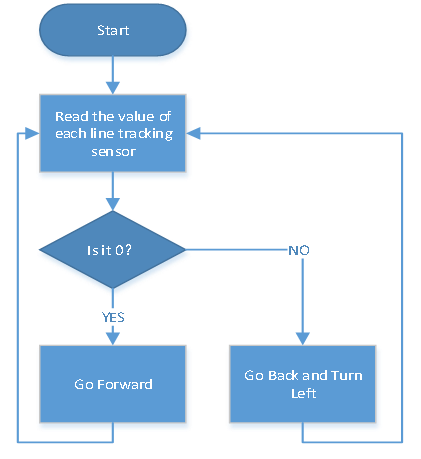 Start
Read the value of
each line tracking
sensor
Is it 0?
NO
YES
Go Forward
Go Back and Turn
Left